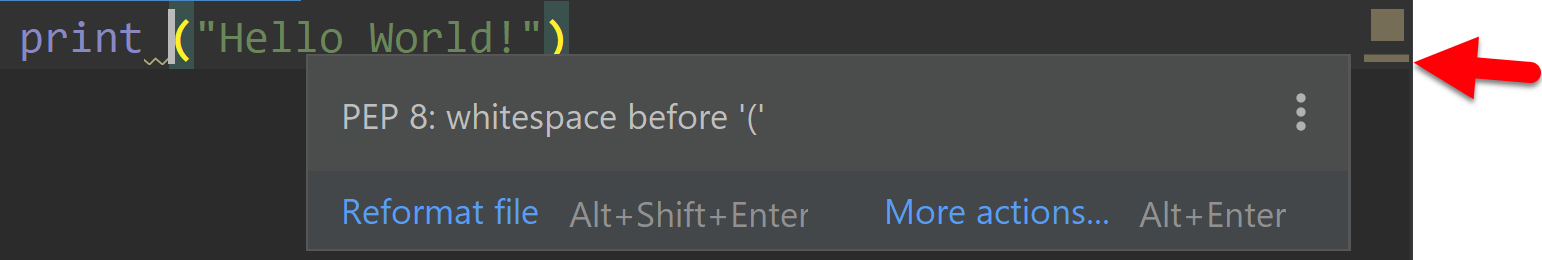 print ("Hello World!")
PEP 8: whitespace before '('
Reformat file Alt+Shift+Enter More actions... Alt+Enter